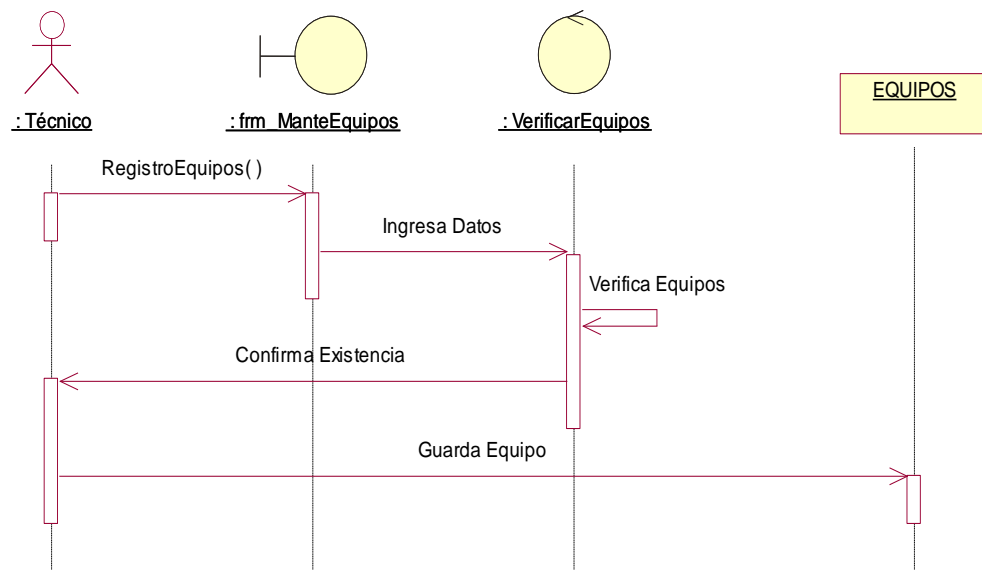 EQUIPOS
: Técnico
: frm_ManteEquipos
: VerificarEquipos
RegistroEquipos( )
Ingresa Datos
Verifica Equipos
Confirma Existencia
Guarda Equipo